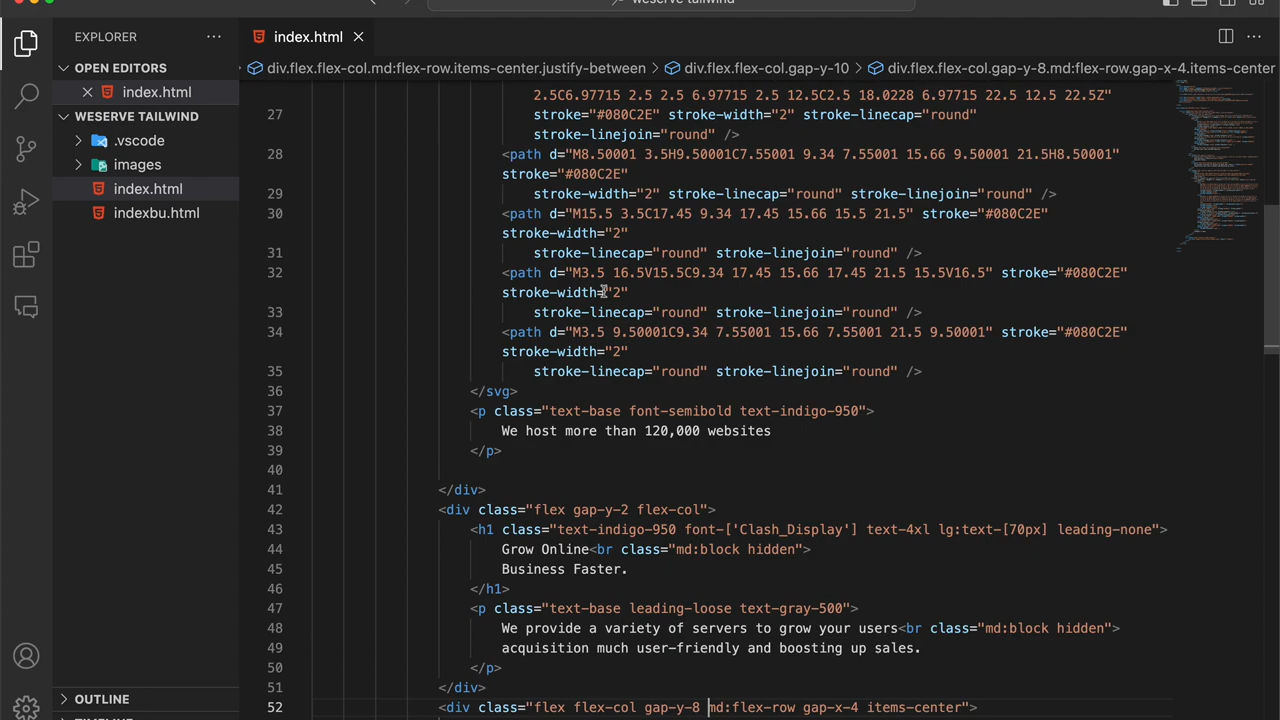 weserve tailwind
EXPLORER
index.html
OPEN EDITORS
div.flex.flex-col.md:flex-row.items-center.justify-between > div.flex.flex-col.gap-y-10 > div.flex.flex-col.gap-y-8.md:flex-row.gap-x-4.items-center
index.html
WESERVE TAILWIND
.vscode
images
index.html
indexbu.html
2.5C6.97715 2.5 2.5 6.97715 2.5 12.5C2.5 18.0228 6.97715 22.5 12.5 22.5Z"
27 stroke="#080C2E" stroke-width="2" stroke-linecap="round"
stroke-linejoin="round" />
28 <path d="M8.50001 3.5H9.50001C7.55001 9.34 7.55001 15.66 9.50001 21.5H8.50001"
stroke="#080C2E"
29 stroke-width="2" stroke-linecap="round" stroke-linejoin="round" />
30 <path d="M15.5 3.5C17.45 9.34 17.45 15.66 15.5 21.5" stroke="#080C2E"
stroke-width="2"
31 stroke-linecap="round" stroke-linejoin="round" />
32 <path d="M3.5 16.5V15.5C9.34 17.45 15.66 17.45 21.5 15.5V16.5" stroke="#080C2E"
stroke-width="2"
33 stroke-linecap="round" stroke-linejoin="round" />
34 <path d="M3.5 9.50001C9.34 7.55001 15.66 7.55001 21.5 9.50001" stroke="#080C2E"
stroke-width="2"
35 stroke-linecap="round" stroke-linejoin="round" />
36 </svg>
37 <p class="text-base font-semibold text-indigo-950">
38 We host more than 120,000 websites
39 </p>
40
41 </div>
42 <div class="flex gap-y-2 flex-col">
43 <h1 class="text-indigo-950 font-['Clash_Display'] text-4xl lg:text-[70px] leading-none">
44 Grow Online<br class="md:block hidden">
45 Business Faster.
46 </h1>
47 <p class="text-base leading-loose text-gray-500">
48 We provide a variety of servers to grow your users<br class="md:block hidden">
49 acquisition much user-friendly and boosting up sales.
50 </p>
51 </div>
52 <div class="flex flex-col gap-y-8 md:flex-row gap-x-4 items-center">
OUTLINE
TIMELINE